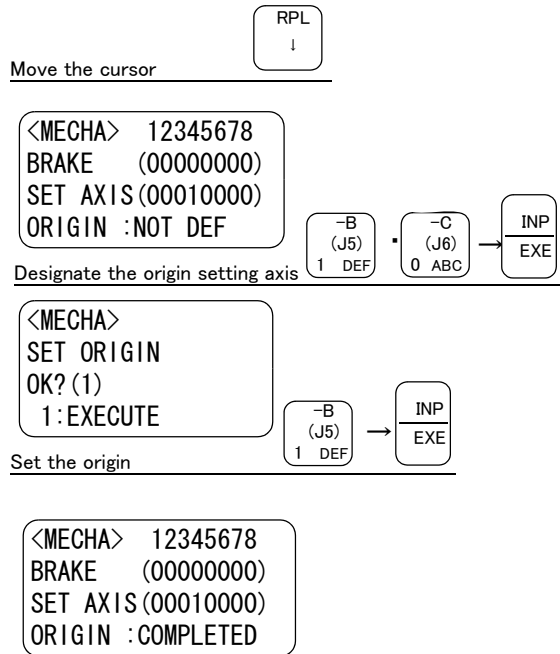 RPL
↓
Move the cursor
<MECHA> 12345678
BRAKE (00000000)
SET AXIS(00010000)
ORIGIN :NOT DEF
-B
(J5)
1 DEF
・
-C
(J6)
0 ABC
→
INP
EXE
Designate the origin setting axis
<MECHA>
SET ORIGIN
OK?(1)
1:EXECUTE
-B
(J5)
1 DEF
→
INP
EXE
Set the origin
<MECHA> 12345678
BRAKE (00000000)
SET AXIS(00010000)
ORIGIN :COMPLETED